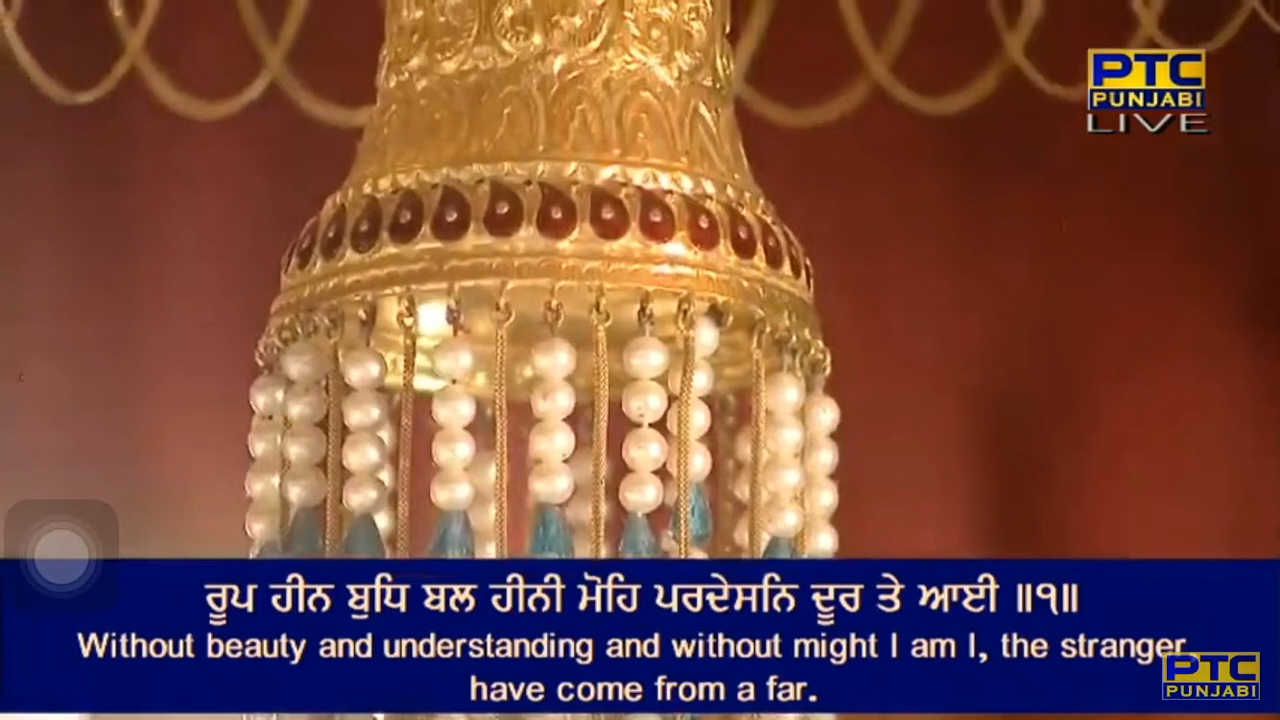 PTC
PUNJABI
LIVE
ਰੂਪ ਹੀਨ ਬੁਧਿ ਬਲ ਹੀਨੀ ਮੋਹਿ ਪਰਦੇਸਨਿ ਦੂਰ ਤੇ ਆਈ ॥੧॥
Without beauty and understanding and without might I am I, the stranger
have come from a far.
PTC
PUNJABI